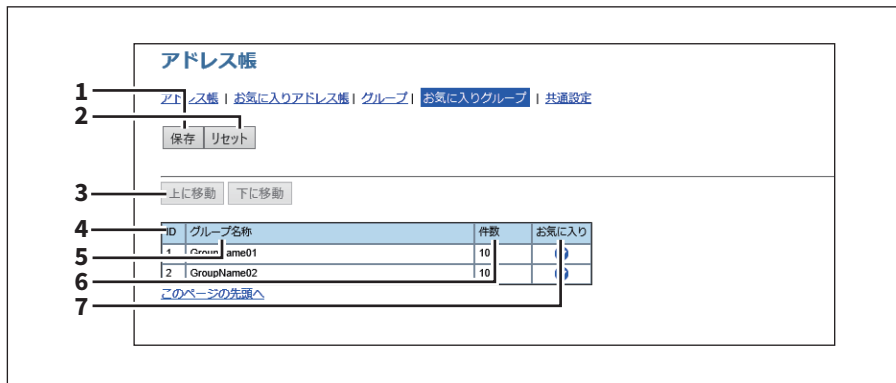 アドレス帳
1
アドレス帳 | お気に入りアドレス帳 | グループ | お気に入りグループ | 共通設定
2
保存 リセット
3
上に移動 下に移動
4
ID グループ名称 件数 お気に入り
5
1 GroupName01 10
6
2 GroupName02 10
7
このページの先頭へ